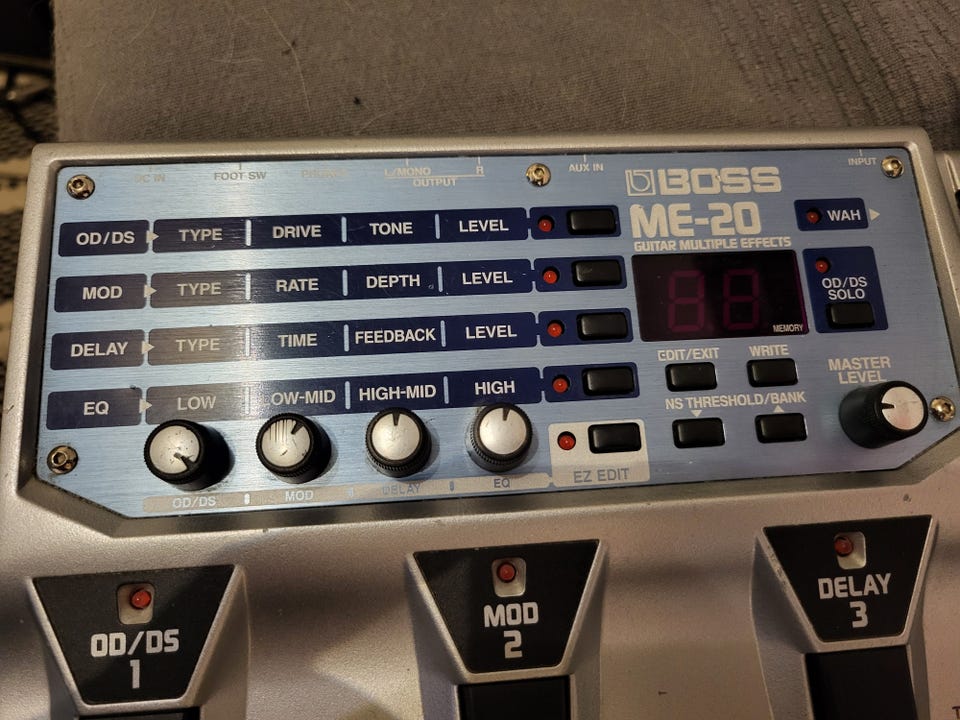 DC IN FOOT SW PHONES L/MONO R AUX IN INPUT
OUTPUT
BOSS
ME-20
GUITAR MULTIPLE EFFECTS
WAH
OD/DS TYPE DRIVE TONE LEVEL
MOD TYPE RATE DEPTH LEVEL
DELAY TYPE TIME FEEDBACK LEVEL
EQ LOW LOW-MID HIGH-MID HIGH
MEMORY
OD/DS
SOLO
EDIT/EXIT WRITE
NS THRESHOLD/BANK
MASTER
LEVEL
EZ EDIT
OD/DS MOD DELAY EQ
OD/DS
1
MOD
2
DELAY
3